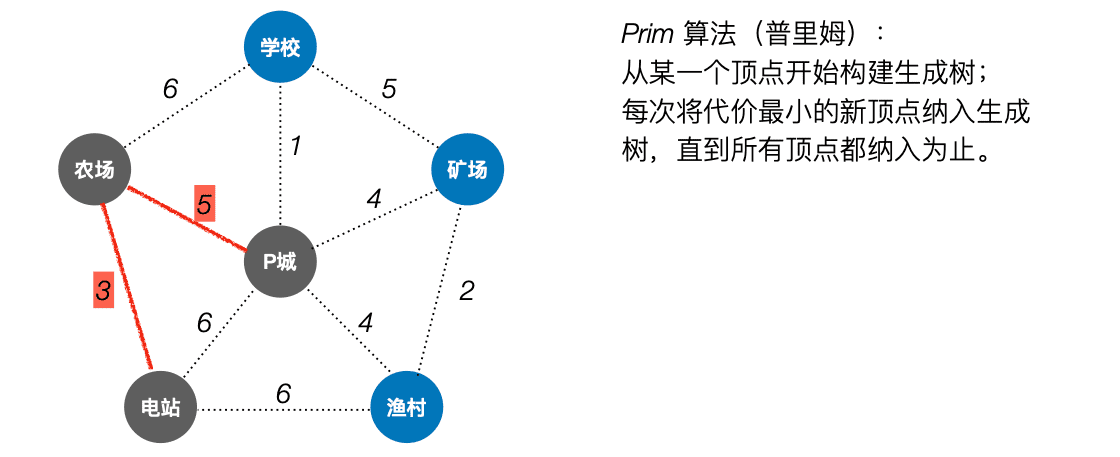 学校
6
5
1
农场
矿场
5
4
P城
3
2
6
4
电站
6
渔村
Prim 算法（普里姆）：
从某一个顶点开始构建生成树；
每次将代价最小的新顶点纳入生成
树，直到所有顶点都纳入为止。